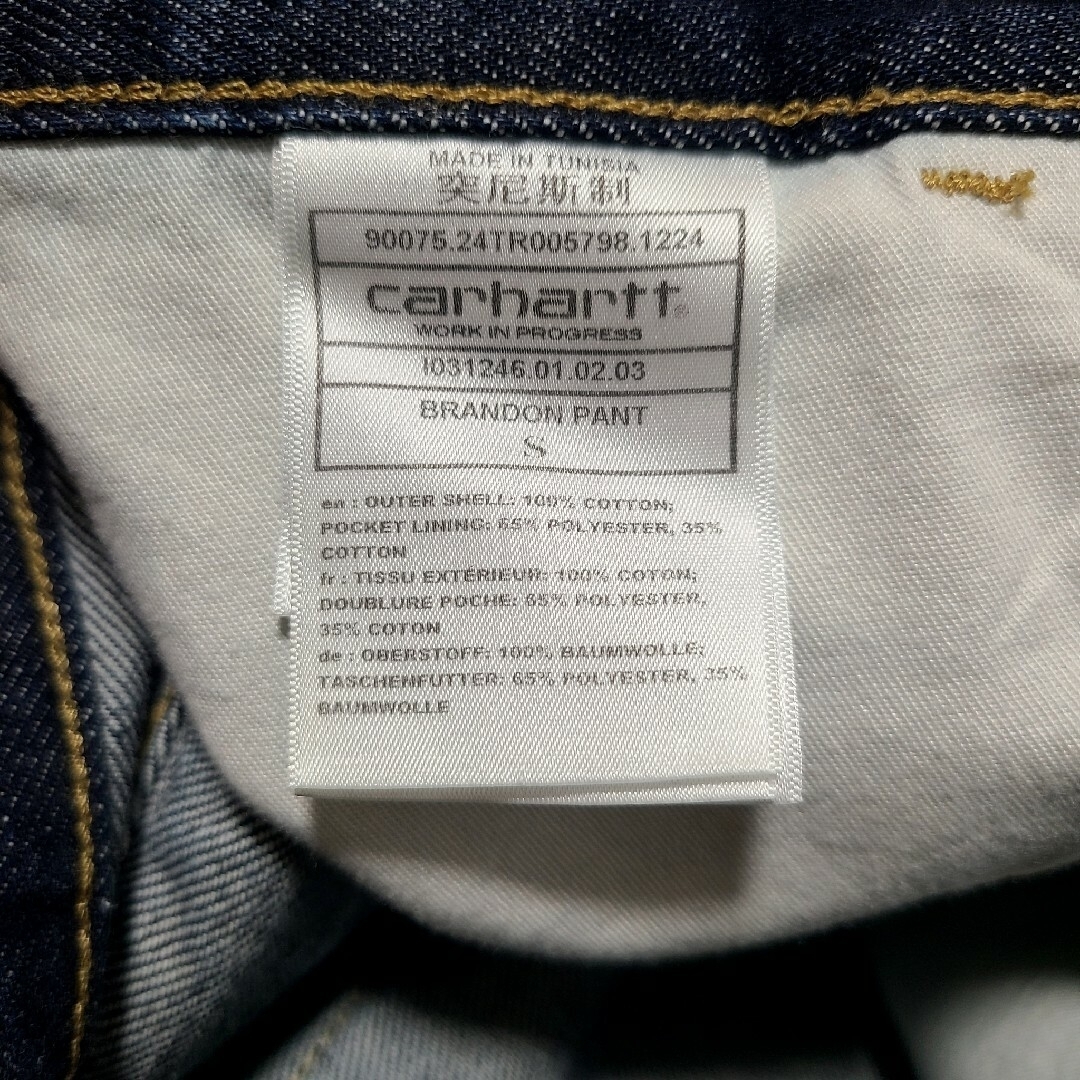 MADE IN TUNISIA
突尼斯制
90075.24TR005798.1224
carhartt®
WORK IN PROGRESS
I031246.01.02.03
BRANDON PANT
S
en : OUTER SHELL: 100% COTTON;
POCKET LINING: 65% POLYESTER, 35%
COTTON
fr : TISSU EXTÉRIEUR: 100% COTON;
DOUBLURE POCHE: 65% POLYESTER,
35% COTON
de : OBERSTOFF: 100% BAUMWOLLE;
TASCHENFUTTER: 65% POLYESTER, 35%
BAUMWOLLE